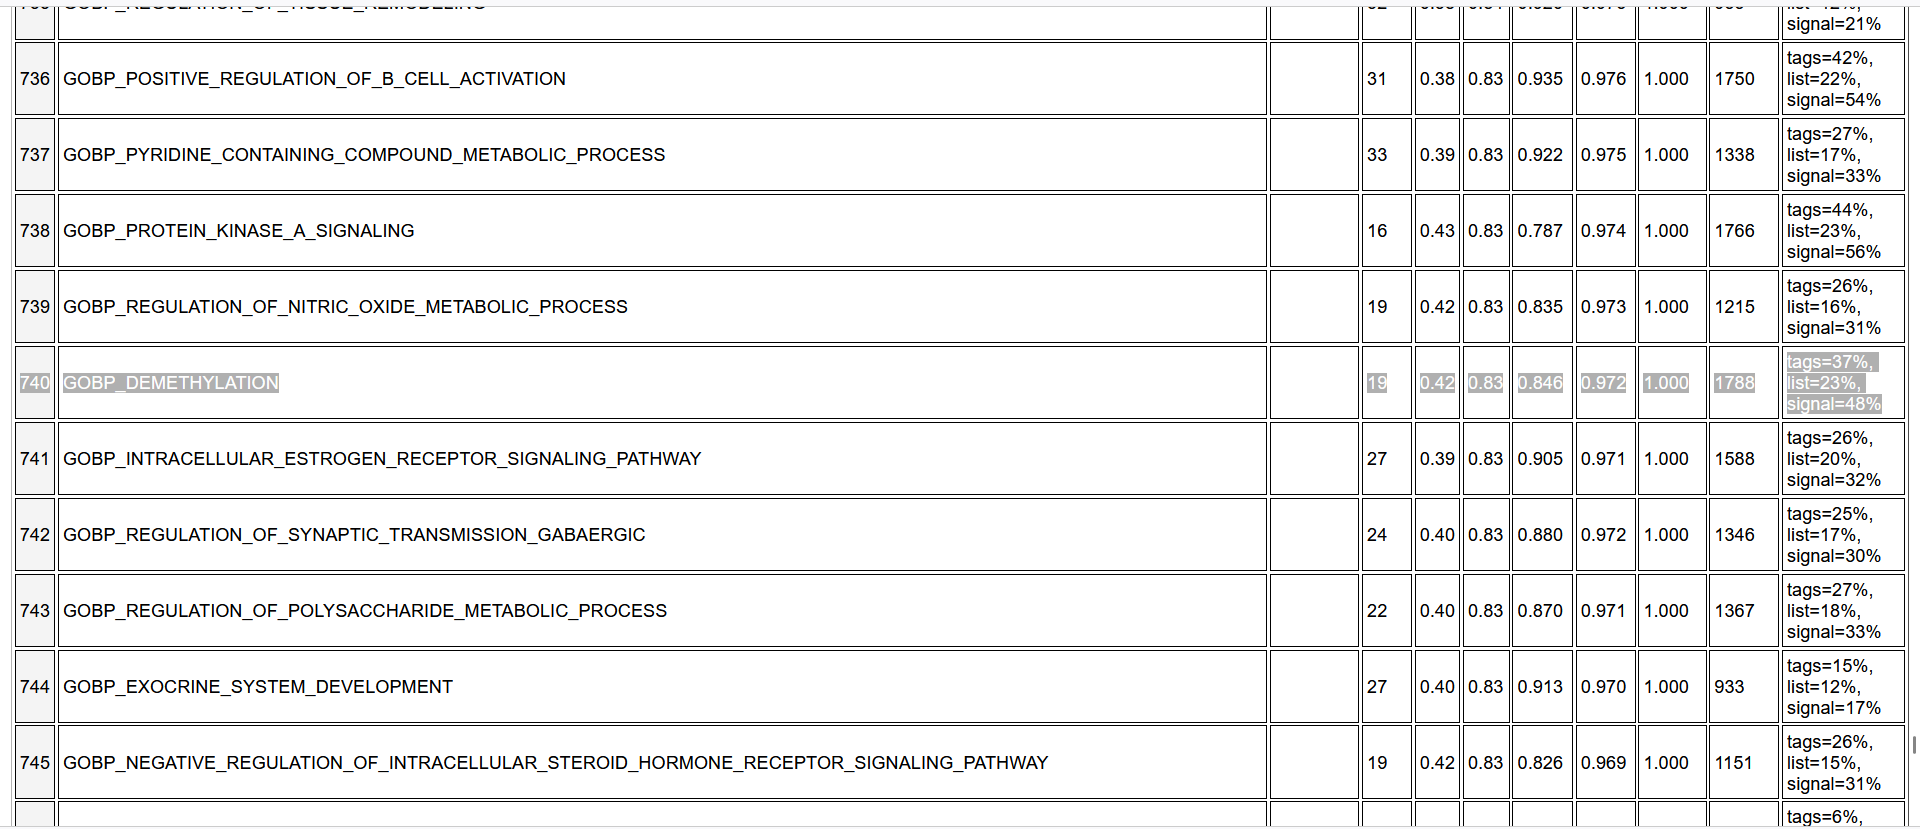 GOBP_REGULATION_OF_TISSUE_REMODELING
signal=21%
736 GOBP_POSITIVE_REGULATION_OF_B_CELL_ACTIVATION 31 0.38 0.83 0.935 0.976 1.000 1750 tags=42%,
list=22%,
signal=54%
737 GOBP_PYRIDINE_CONTAINING_COMPOUND_METABOLIC_PROCESS 33 0.39 0.83 0.922 0.975 1.000 1338 tags=27%,
list=17%,
signal=33%
738 GOBP_PROTEIN_KINASE_A_SIGNALING 16 0.43 0.83 0.787 0.974 1.000 1766 tags=44%,
list=23%,
signal=56%
739 GOBP_REGULATION_OF_NITRIC_OXIDE_METABOLIC_PROCESS 19 0.42 0.83 0.835 0.973 1.000 1215 tags=26%,
list=16%,
signal=31%
740 GOBP_DEMETHYLATION 19 0.42 0.83 0.846 0.972 1.000 1788 tags=37%,
list=23%,
signal=48%
741 GOBP_INTRACELLULAR_ESTROGEN_RECEPTOR_SIGNALING_PATHWAY 27 0.39 0.83 0.905 0.971 1.000 1588 tags=26%,
list=20%,
signal=32%
742 GOBP_REGULATION_OF_SYNAPTIC_TRANSMISSION_GABAERGIC 24 0.40 0.83 0.880 0.972 1.000 1346 tags=25%,
list=17%,
signal=30%
743 GOBP_REGULATION_OF_POLYSACCHARIDE_METABOLIC_PROCESS 22 0.40 0.83 0.870 0.971 1.000 1367 tags=27%,
list=18%,
signal=33%
744 GOBP_EXOCRINE_SYSTEM_DEVELOPMENT 27 0.40 0.83 0.913 0.970 1.000 933 tags=15%,
list=12%,
signal=17%
745 GOBP_NEGATIVE_REGULATION_OF_INTRACELLULAR_STEROID_HORMONE_RECEPTOR_SIGNALING_PATHWAY 19 0.42 0.83 0.826 0.969 1.000 1151 tags=26%,
list=15%,
signal=31%
tags=6%,